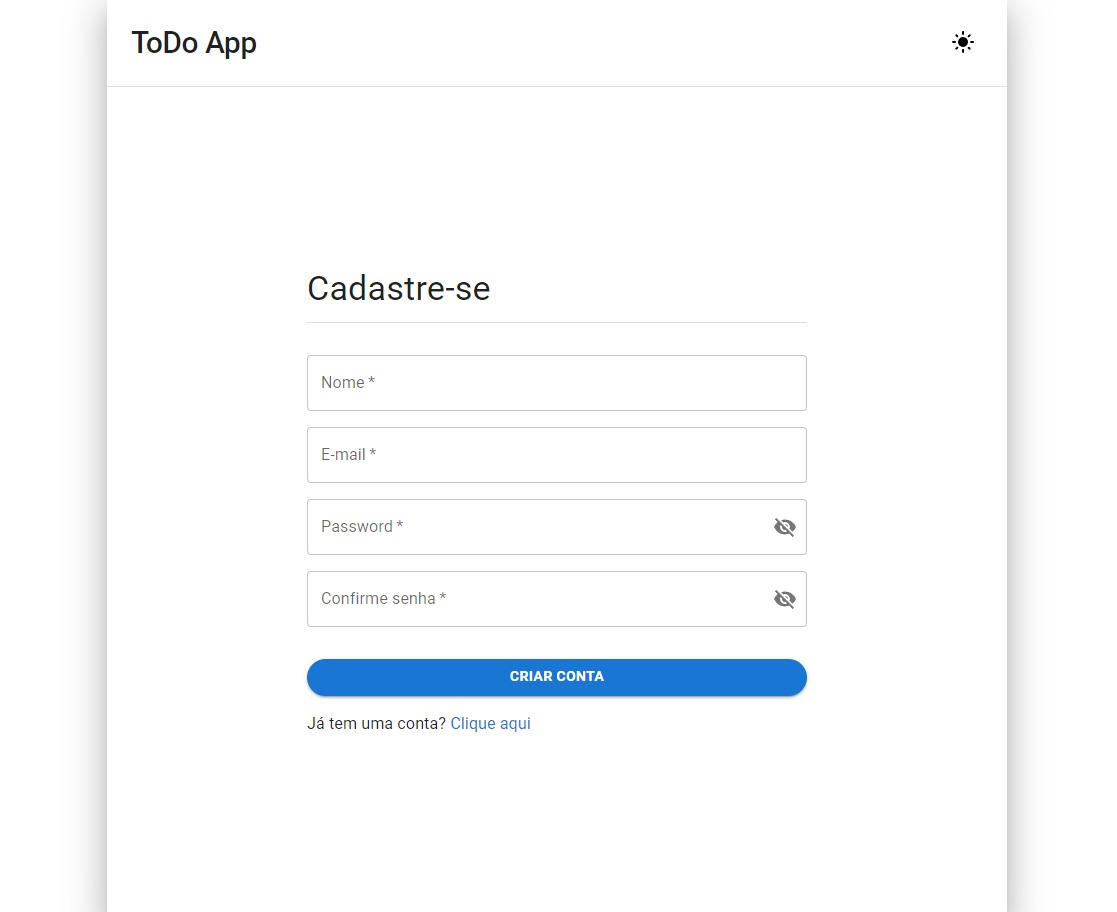 ToDo App
Cadastre-se
Nome *
E-mail *
Password *
Confirme senha *
CRIAR CONTA
Já tem uma conta? Clique aqui